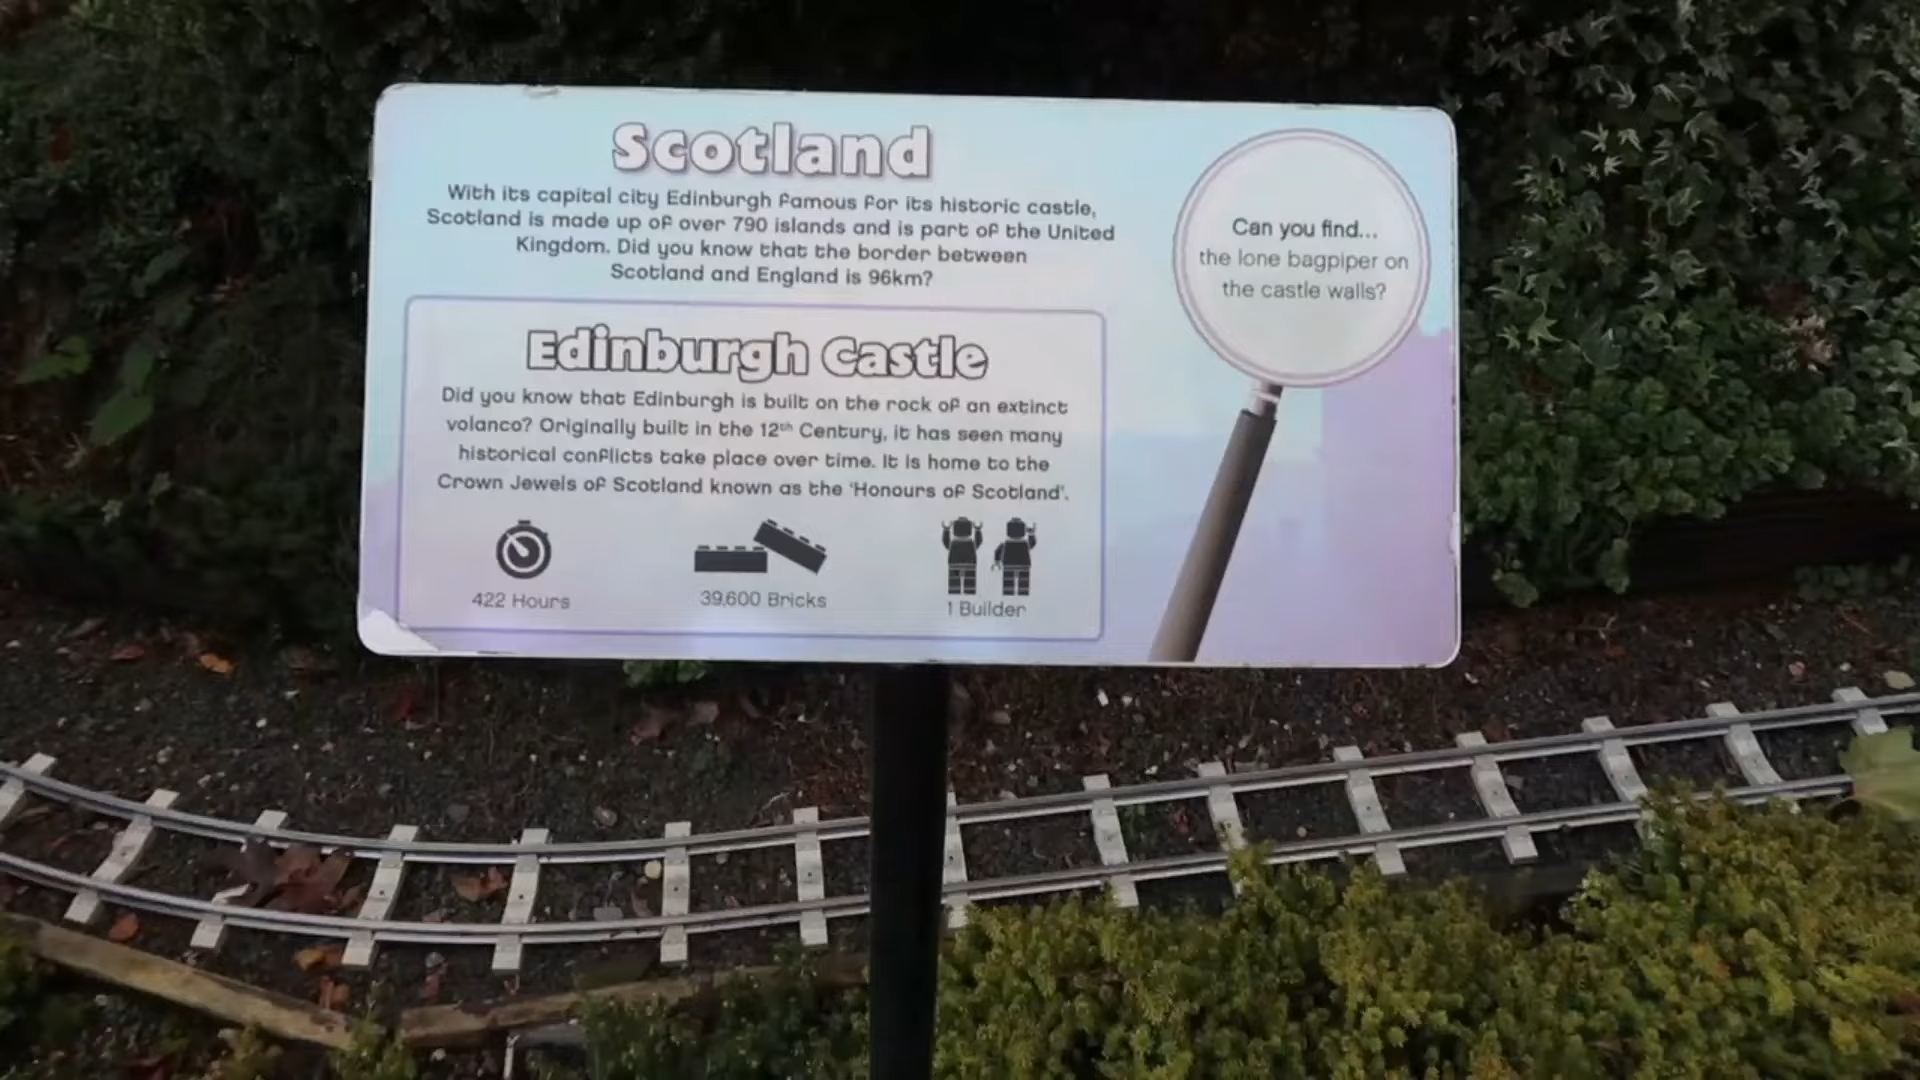 Scotland
With its capital city Edinburgh famous for its historic castle,
Scotland is made up of over 790 islands and is part of the United
Kingdom. Did you know that the border between
Scotland and England is 96km?
Edinburgh Castle
Did you know that Edinburgh is built on the rock of an extinct
volanco? Originally built in the 12th Century, it has seen many
historical conflicts take place over time. It is home to the
Crown Jewels of Scotland known as the 'Honours of Scotland'.
422 Hours
39,600 Bricks
1 Builder
Can you find...
the lone bagpiper on
the castle walls?